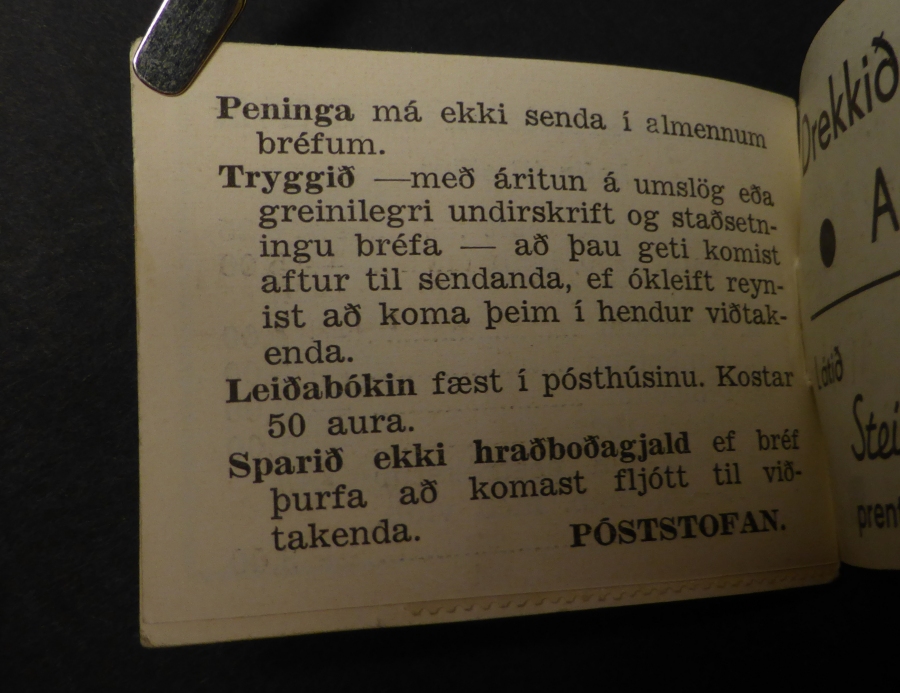 Peninga má ekki senda í almennum
bréfum.
Tryggið —með áritun á umslög eða
greinilegri undirskrift og staðsetn-
ingu bréfa — að þau geti komist
aftur til sendanda, ef ókleift reyn-
ist að koma þeim í hendur viðtak-
enda.
Leiðabókin fæst í pósthúsinu. Kostar
50 aura.
Sparið ekki hraðboðagjald ef bréf
þurfa að komast fljótt til við-
takenda. PÓSTSTOFAN.
Drekkið
• A
Látið
Stei
prent